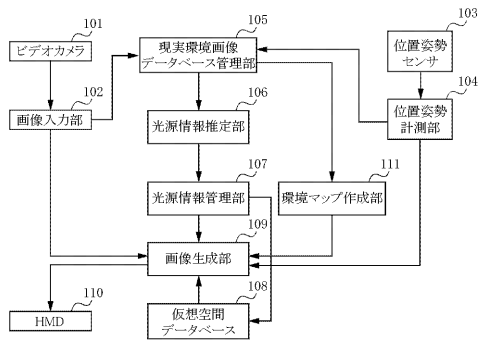 101
ビデオカメラ
102
画像入力部
105
現実環境画像
データベース管理部
103
位置姿勢
センサ
104
位置姿勢
計測部
106
光源情報推定部
107
光源情報管理部
111
環境マップ作成部
109
画像生成部
110
HMD
108
仮想空間
データベース